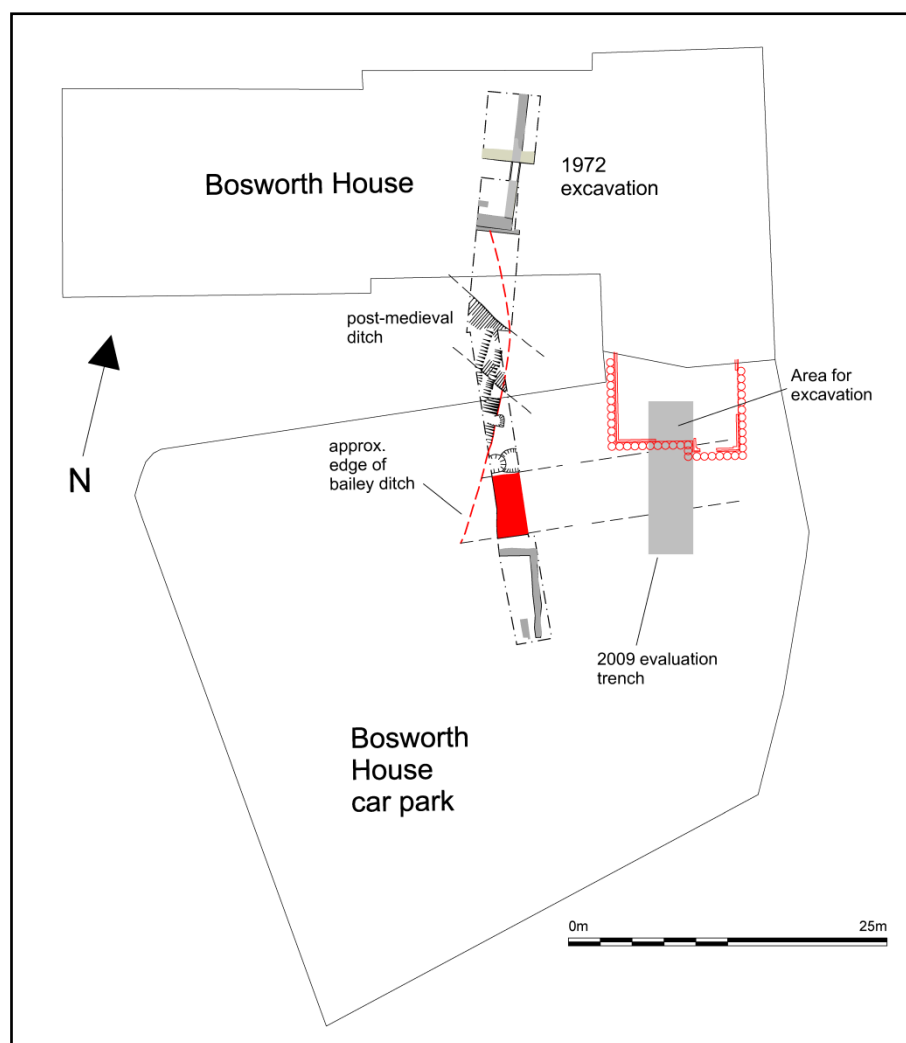 Bosworth House
1972
excavation
post-medieval
ditch
N
Area for
excavation
approx.
edge of
bailey ditch
2009 evaluation
trench
Bosworth
House
car park
0m
25m